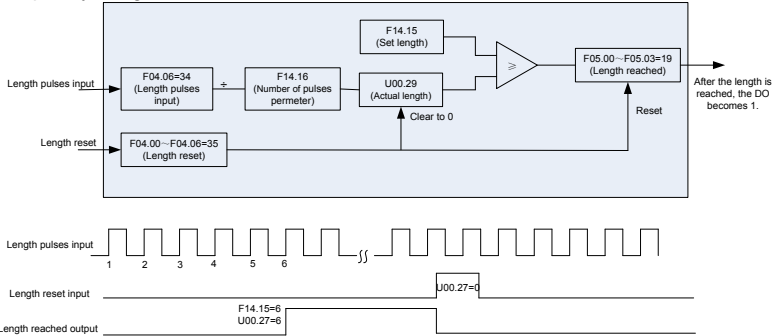 F14.15
(Set length)
F04.06=34
(Length pulses
input)
÷
F14.16
(Number of pulses
permeter)
U00.29
(Actual length)
≥
F05.00～F05.03=19
(Length reached)
Length pulses input
After the length is
reached, the DO
becomes 1.
Clear to 0
Reset
Length reset
F04.00～F04.06=35
(Length reset)
Length pulses input
1 2 3 4 5 6
Length reset input
U00.27=0
F14.15=6
U00.27=6
Length reached output